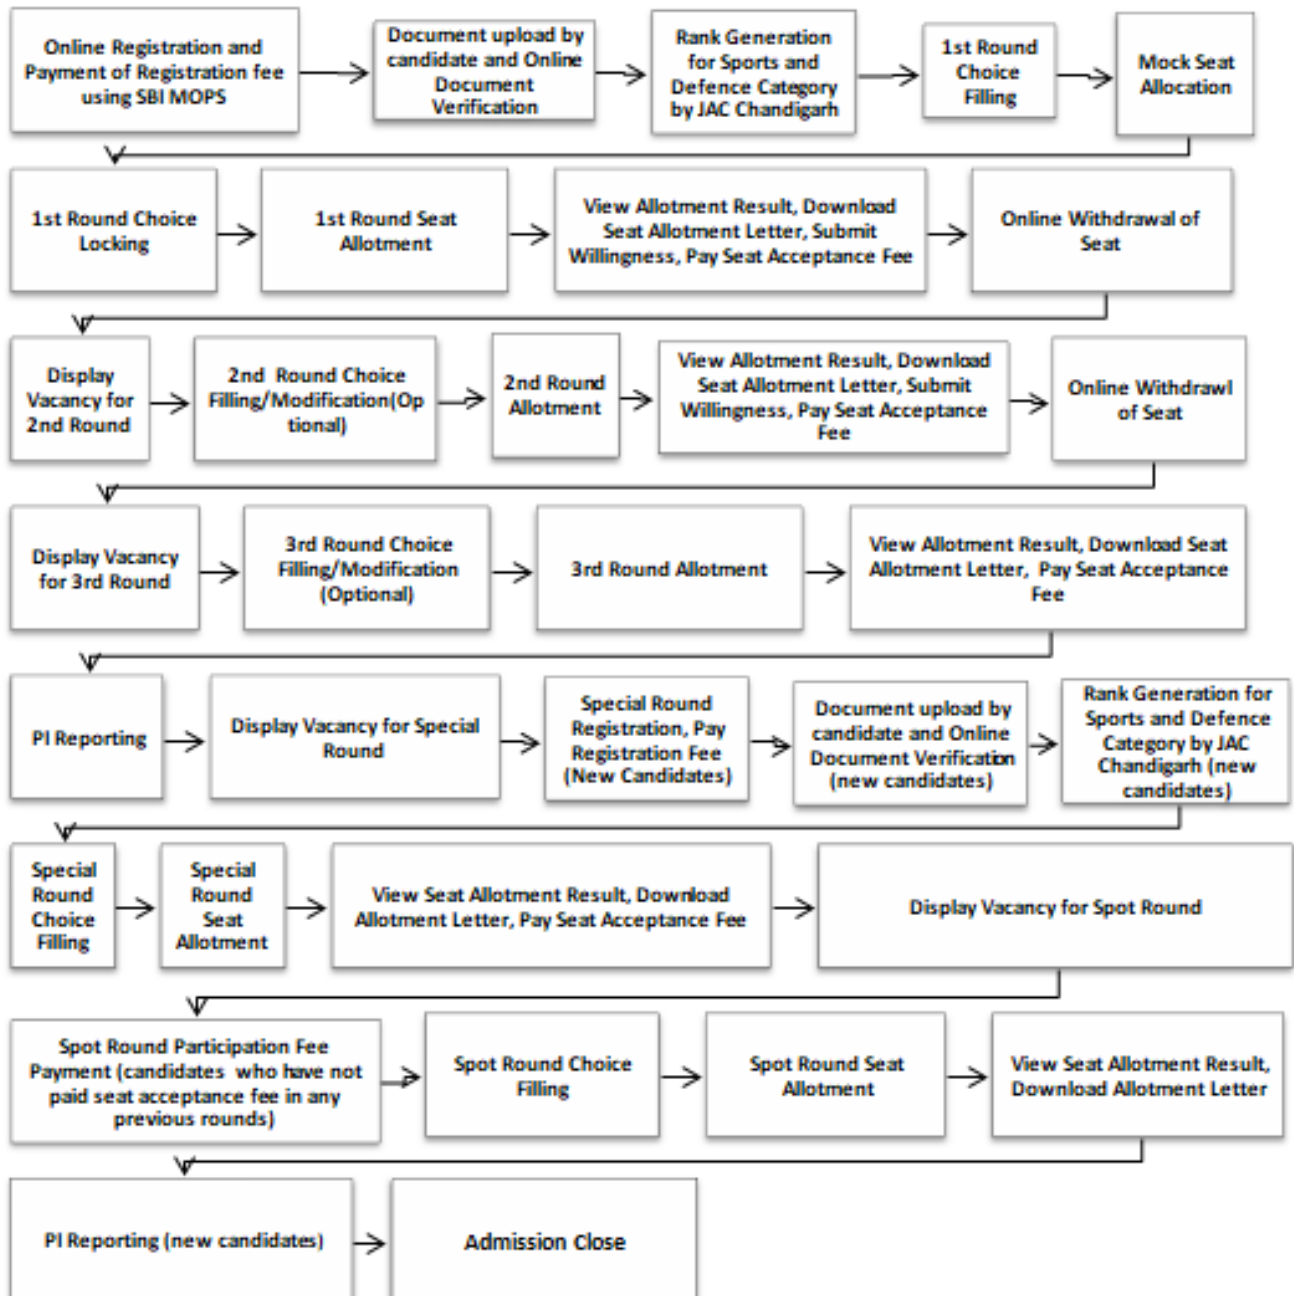 Online Registration and
Payment of Registration fee
using SBI MOPS
Document upload by
candidate and Online
Document
Verification
Rank Generation
for Sports and
Defence Category
by JAC Chandigarh
1st Round
Choice
Filling
Mock Seat
Allocation
1st Round Choice
Locking
1st Round Seat
Allotment
View Allotment Result, Download
Seat Allotment Letter, Submit
Willingness, Pay Seat Acceptance Fee
Online Withdrawal of
Seat
Display
Vacancy for
2nd Round
2nd Round Choice
Filling/Modification(Op
tional)
2nd Round
Allotment
View Allotment Result, Download
Seat Allotment Letter, Submit
Willingness, Pay Seat Acceptance
Fee
Online Withdrawl
of Seat
Display Vacancy
for 3rd Round
3rd Round Choice
Filling/Modification
(Optional)
3rd Round Allotment
View Allotment Result, Download Seat
Allotment Letter, Pay Seat Acceptance
Fee
PI Reporting
Display Vacancy for Special
Round
Special Round
Registration, Pay
Registration Fee
(New Candidates)
Document upload by
candidate and Online
Document Verification
(new candidates)
Rank Generation for
Sports and Defence
Category by JAC
Chandigarh (new
candidates)
Special
Round
Choice
Filling
Special
Round
Seat
Allotment
View Seat Allotment Result, Download
Allotment Letter, Pay Seat Acceptance Fee
Display Vacancy for Spot Round
Spot Round Participation Fee
Payment (candidates who have not
paid seat acceptance fee in any
previous rounds)
Spot Round Choice
Filling
Spot Round Seat
Allotment
View Seat Allotment Result,
Download Allotment Letter
PI Reporting (new candidates)
Admission Close